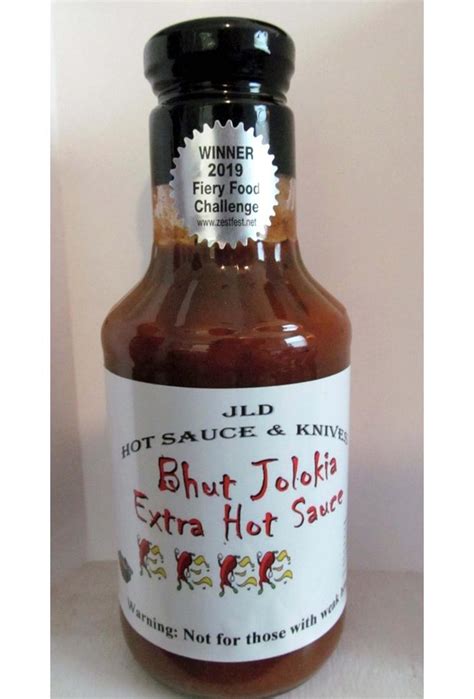 WINNER
2019
Fiery Food
Challenge
www.zestfest.net
JLD
HOT SAUCE & KNIVES
Bhut Jolokia
Extra Hot Sauce
Warning: Not for those with weak